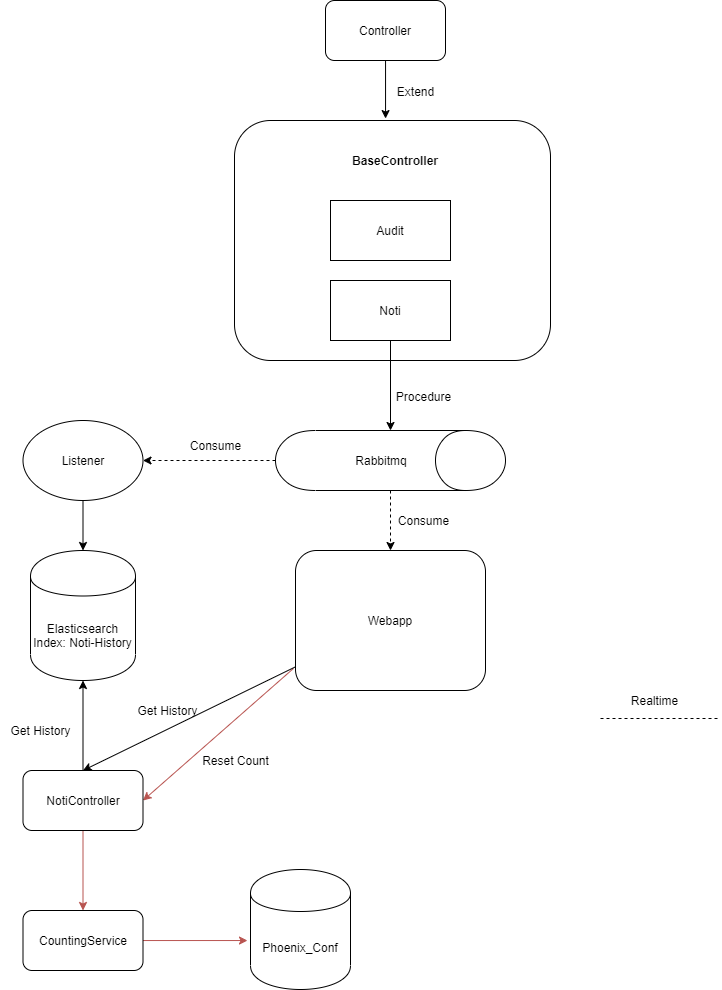 Controller
Extend
BaseController
Audit
Noti
Procedure
Consume
Listener
Rabbitmq
Consume
Elasticsearch
Index: Noti-History
Webapp
Realtime
Get History
Get History
Reset Count
NotiController
CountingService
Phoenix_Conf